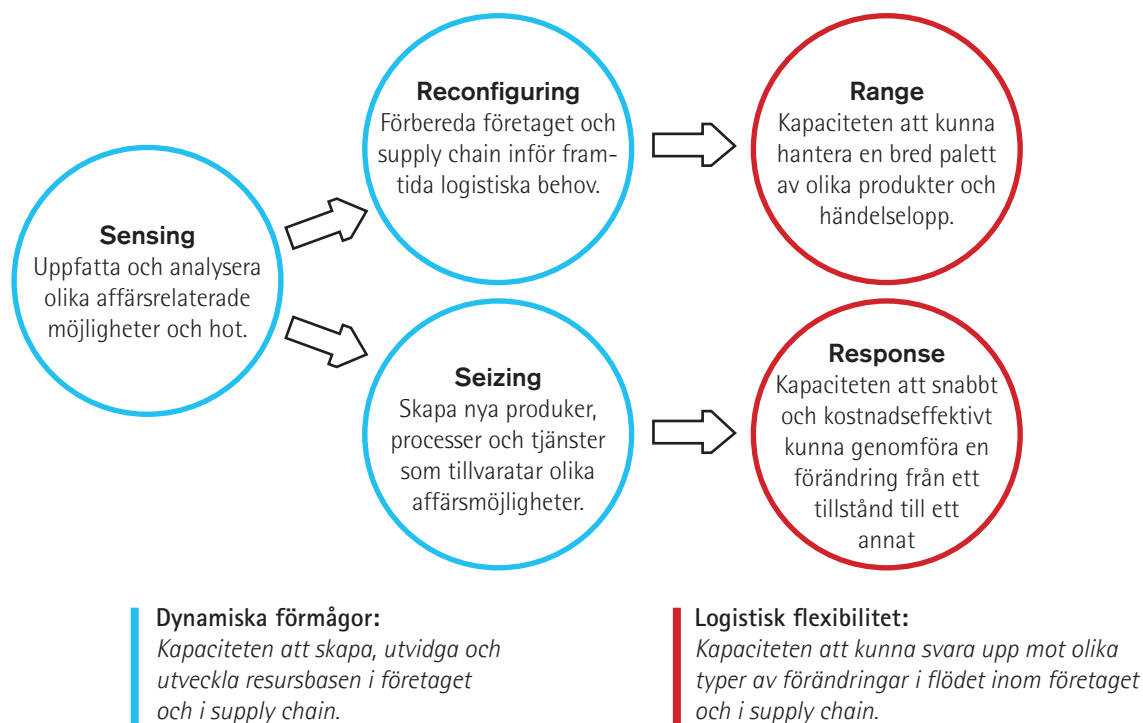 Sensing
Uppfatta och analysera
olika affärsrelaterade
möjligheter och hot.
Reconfiguring
Förbereda företaget och
supply chain inför fram-
tida logistiska behov.
Range
Kapaciteten att kunna
hantera en bred palett
av olika produkter och
händelselopp.
Seizing
Skapa nya produker,
processer och tjänster
som tillvaratar olika
affärsmöjligheter.
Response
Kapaciteten att snabbt
och kostnadseffektivt
kunna genomföra en
förändring från ett
tillstånd till ett
annat
Dynamiska förmågor:
Kapaciteten att skapa, utvidga och
utveckla resursbasen i företaget
och i supply chain.
Logistisk flexibilitet:
Kapaciteten att kunna svara upp mot olika
typer av förändringar i flödet inom företaget
och i supply chain.